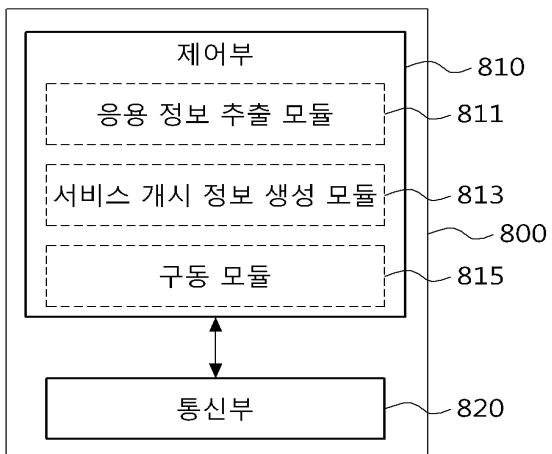 제어부
810
응용 정보 추출 모듈
811
서비스 개시 정보 생성 모듈
813
800
구동 모듈
815
통신부
820